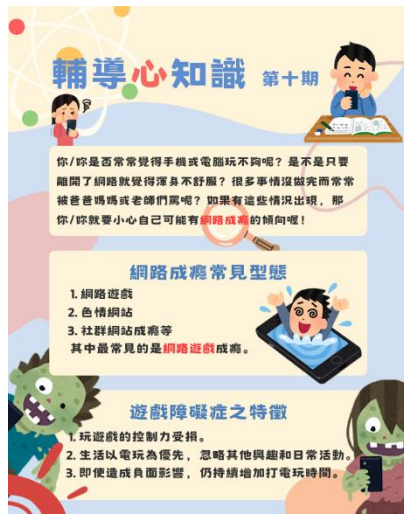 輔導心知識 第十期
你/妳是否常常覺得手機或電腦玩不夠呢？是不是只要
離開了網路就覺得渾身不舒服？很多事情沒做完而常常
被爸爸媽媽或老師們罵呢？如果有這些情況出現，那
你/妳就要小心自己可能有網路成癮的傾向喔！
網路成癮常見型態
1. 網路遊戲
2. 色情網站
3. 社群網站成癮等
其中最常見的是網路遊戲成癮。
遊戲障礙症之特徵
1. 玩遊戲的控制力受損。
2. 生活以電玩為優先，忽略其他興趣和日常活動。
3. 即使造成負面影響，仍持續增加打電玩時間。